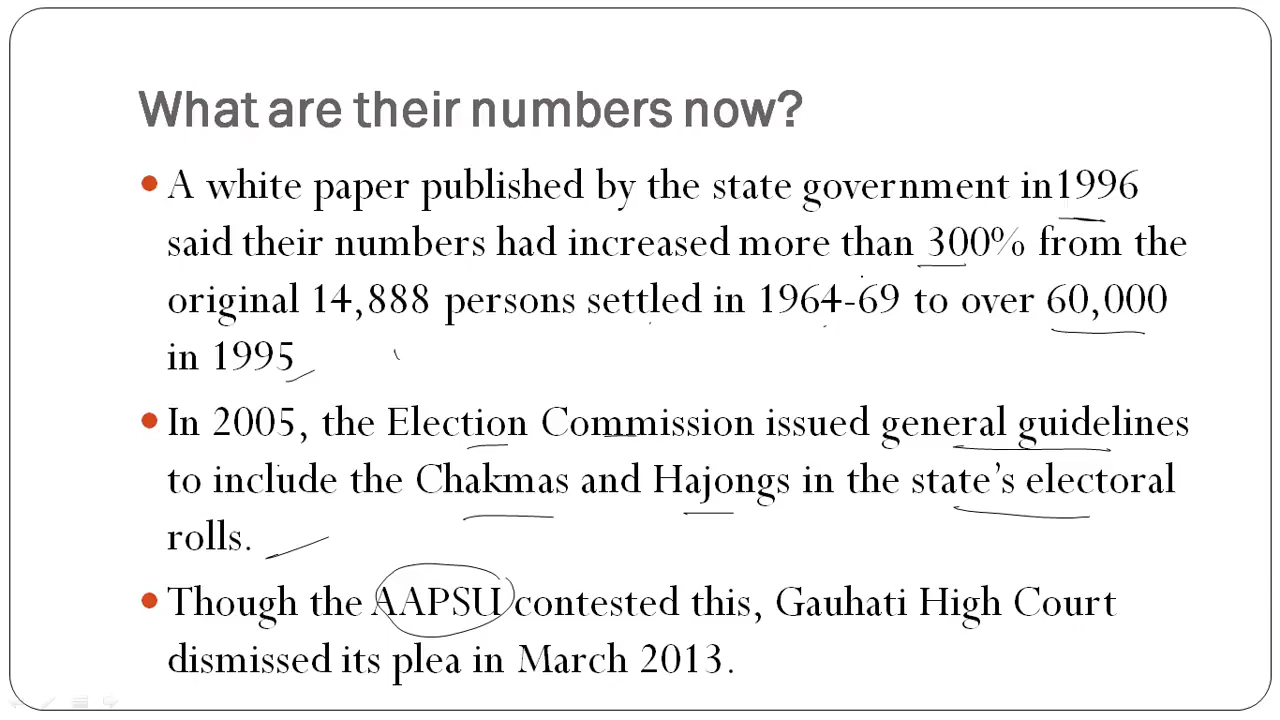 What are their numbers now?
• A white paper published by the state government in1996
said their numbers had increased more than 300% from the
original 14,888 persons settled in 1964-69 to over 60,000
in 1995
• In 2005, the Election Commission issued general guidelines
to include the Chakmas and Hajongs in the state’s electoral
rolls.
• Though the AAPSU contested this, Gauhati High Court
dismissed its plea in March 2013.